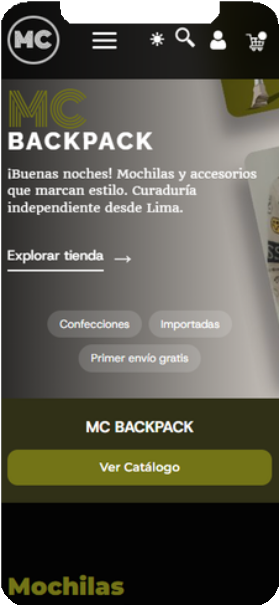 MC
MC
BACKPACK
¡Buenas noches! Mochilas y accesorios
que marcan estilo. Curaduría
independiente desde Lima.
Explorar tienda →
Confecciones
Importadas
Primer envío gratis
MC BACKPACK
Ver Catálogo
Mochilas